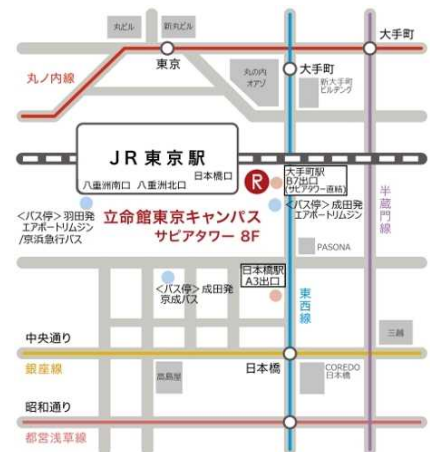 丸ビル
新丸ビル
大手町
東京
丸ノ内線
丸の内
オアゾ
大手町
新大手町
ビルヂング
JR東京駅
日本橋口
八重洲南口 八重洲北口
R
大手町駅
B7出口
(サピアタワー直結)
<バス停>羽田発
エアポートリムジン
/京浜急行バス
立命館東京キャンパス
サピアタワー 8F
<バス停>成田発
エアポートリムジン
半蔵門線
PASONA
<バス停>成田発
京成バス
日本橋駅
A3出口
東西線
中央通り
銀座線
日本橋
三越
高島屋
COREDO
日本橋
昭和通り
都営浅草線